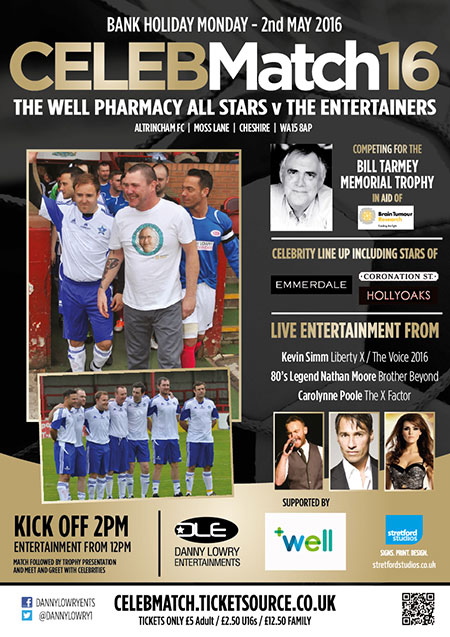 BANK HOLIDAY MONDAY - 2nd MAY 2016
CELEBMatch16
THE WELL PHARMACY ALL STARS v THE ENTERTAINERS
ALTRINCHAM FC | MOSS LANE | CHESHIRE | WA15 8AP
COMPETING FOR THE
BILL TARMEY
MEMORIAL TROPHY
IN AID OF
Brain Tumour
Research
CELEBRITY LINE UP INCLUDING STARS OF
EMMERDALE
CORONATION ST.
HOLLYOAKS
LIVE ENTERTAINMENT FROM
Kevin Simm Liberty X / The Voice 2016
80's Legend Nathan Moore Brother Beyond
Carolynne Poole The X Factor
KICK OFF 2PM
ENTERTAINMENT FROM 12PM
MATCH FOLLOWED BY TROPHY PRESENTATION
AND MEET AND GREET WITH CELEBRITIES
DLE
DANNY LOWRY
ENTERTAINMENTS
SUPPORTED BY
well
stretford
studios
SIGNS. PRINT. DESIGN.
stretfordstudios.co.uk
DANNYLOWRYENTS
@DANNYLOWRY1
CELEBMATCH.TICKETSOURCE.CO.UK
TICKETS ONLY £5 Adult / £2.50 U16s / £12.50 FAMILY